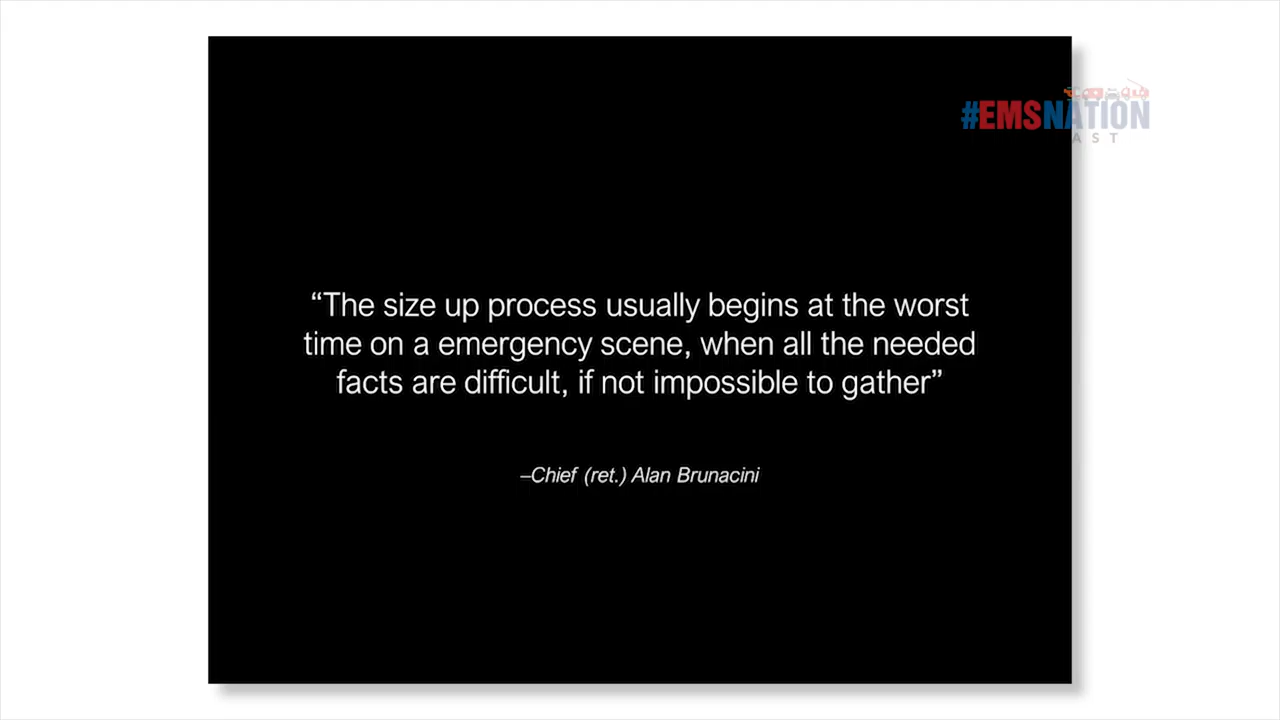 #EMSNATION
AST
“The size up process usually begins at the worst
time on a emergency scene, when all the needed
facts are difficult, if not impossible to gather”
–Chief (ret.) Alan Brunacini